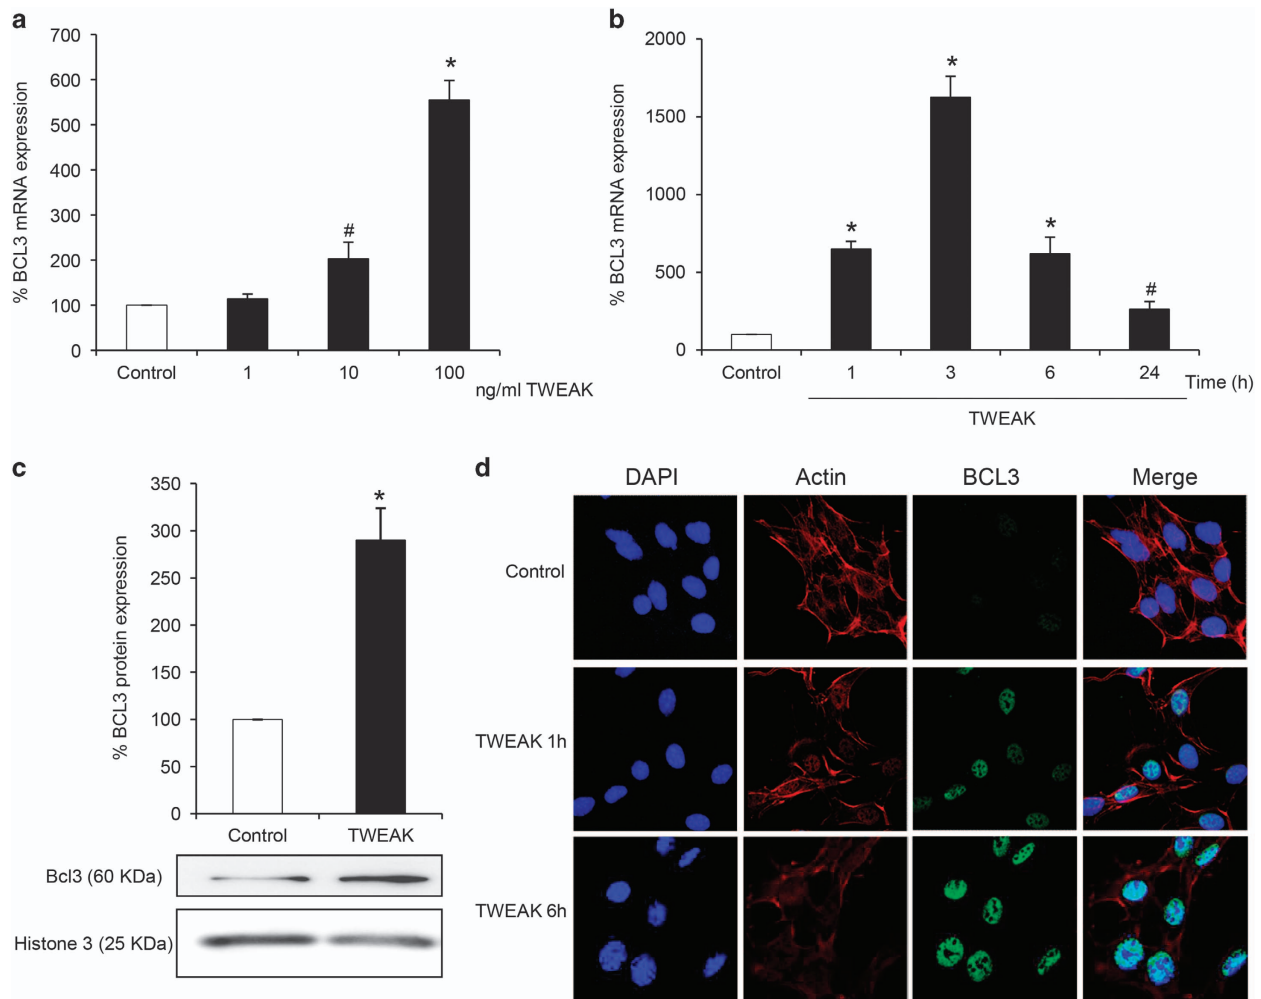 a
700
600
500
400
300
200
100
0
% BCL3 mRNA expression
*
#
Control 1 10 100
ng/ml TWEAK
b
2000
1500
1000
500
0
% BCL3 mRNA expression
*
*
*
#
Control 1 3 6 24 Time (h)
TWEAK
c
350
300
250
200
150
100
50
0
% BCL3 protein expression
*
Control TWEAK
Bcl3 (60 KDa)
Histone 3 (25 KDa)
d
DAPI Actin BCL3 Merge
Control
TWEAK 1h
TWEAK 6h